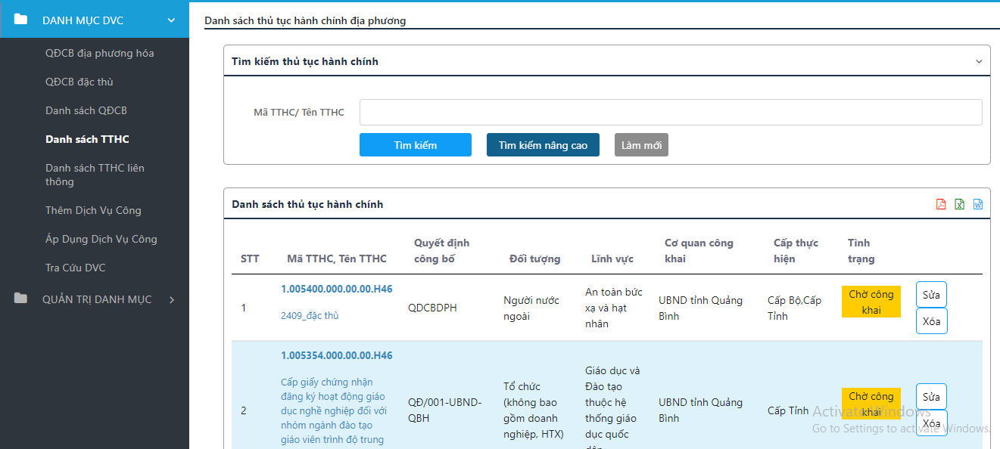 DANH MỤC DVC
QĐCB địa phương hóa
QĐCB đặc thù
Danh sách QĐCB
Danh sách TTHC
Danh sách TTHC liên
thông
Thêm Dịch Vụ Công
Áp Dụng Dịch Vụ Công
Tra Cứu DVC
QUẢN TRỊ DANH MỤC
Danh sách thủ tục hành chính địa phương
Tìm kiếm thủ tục hành chính
Mã TTHC/ Tên TTHC
Tìm kiếm
Tìm kiếm nâng cao
Làm mới
Danh sách thủ tục hành chính
STT
Mã TTHC, Tên TTHC
Quyết định
công bố
Đối tượng
Lĩnh vực
Cơ quan công
khai
Cấp thực
hiện
Tình
trạng
1
1.005400.000.00.00.H46
2409_đặc thù
QDCBDPH
Người nước
ngoài
An toàn bức
xạ và hạt
nhân
UBND tỉnh Quảng
Bình
Cấp Bộ,Cấp
Tỉnh
Chờ công
khai
Sửa
Xóa
2
1.005354.000.00.00.H46
Cấp giấy chứng nhận
đăng ký hoạt động giáo
dục nghề nghiệp đối với
nhóm ngành đào tạo
giáo viên trình độ trung
QĐ/001-UBND-
QBH
Tổ chức
(không bao
gồm doanh
nghiệp, HTX)
Giáo dục và
Đào tạo
thuộc hệ
thống giáo
dục quốc
UBND tỉnh Quảng
Bình
Cấp Tỉnh
Chờ công
khai
Sửa
Xóa
Activate Windows
Go to Settings to activate Windows.